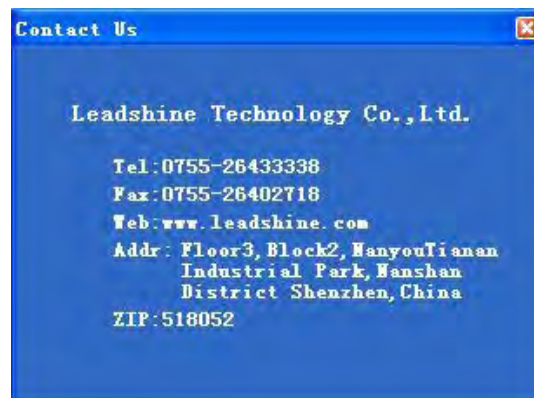 Contact Us
Leadshine Technology Co.,Ltd.
Tel:0755-26433338
Fax:0755-26402718
Web:www.leadshine.com
Addr: Floor3,Block2,NanyouTianan
Industrial Park,Nanshan
District Shenzhen,China
ZIP:518052